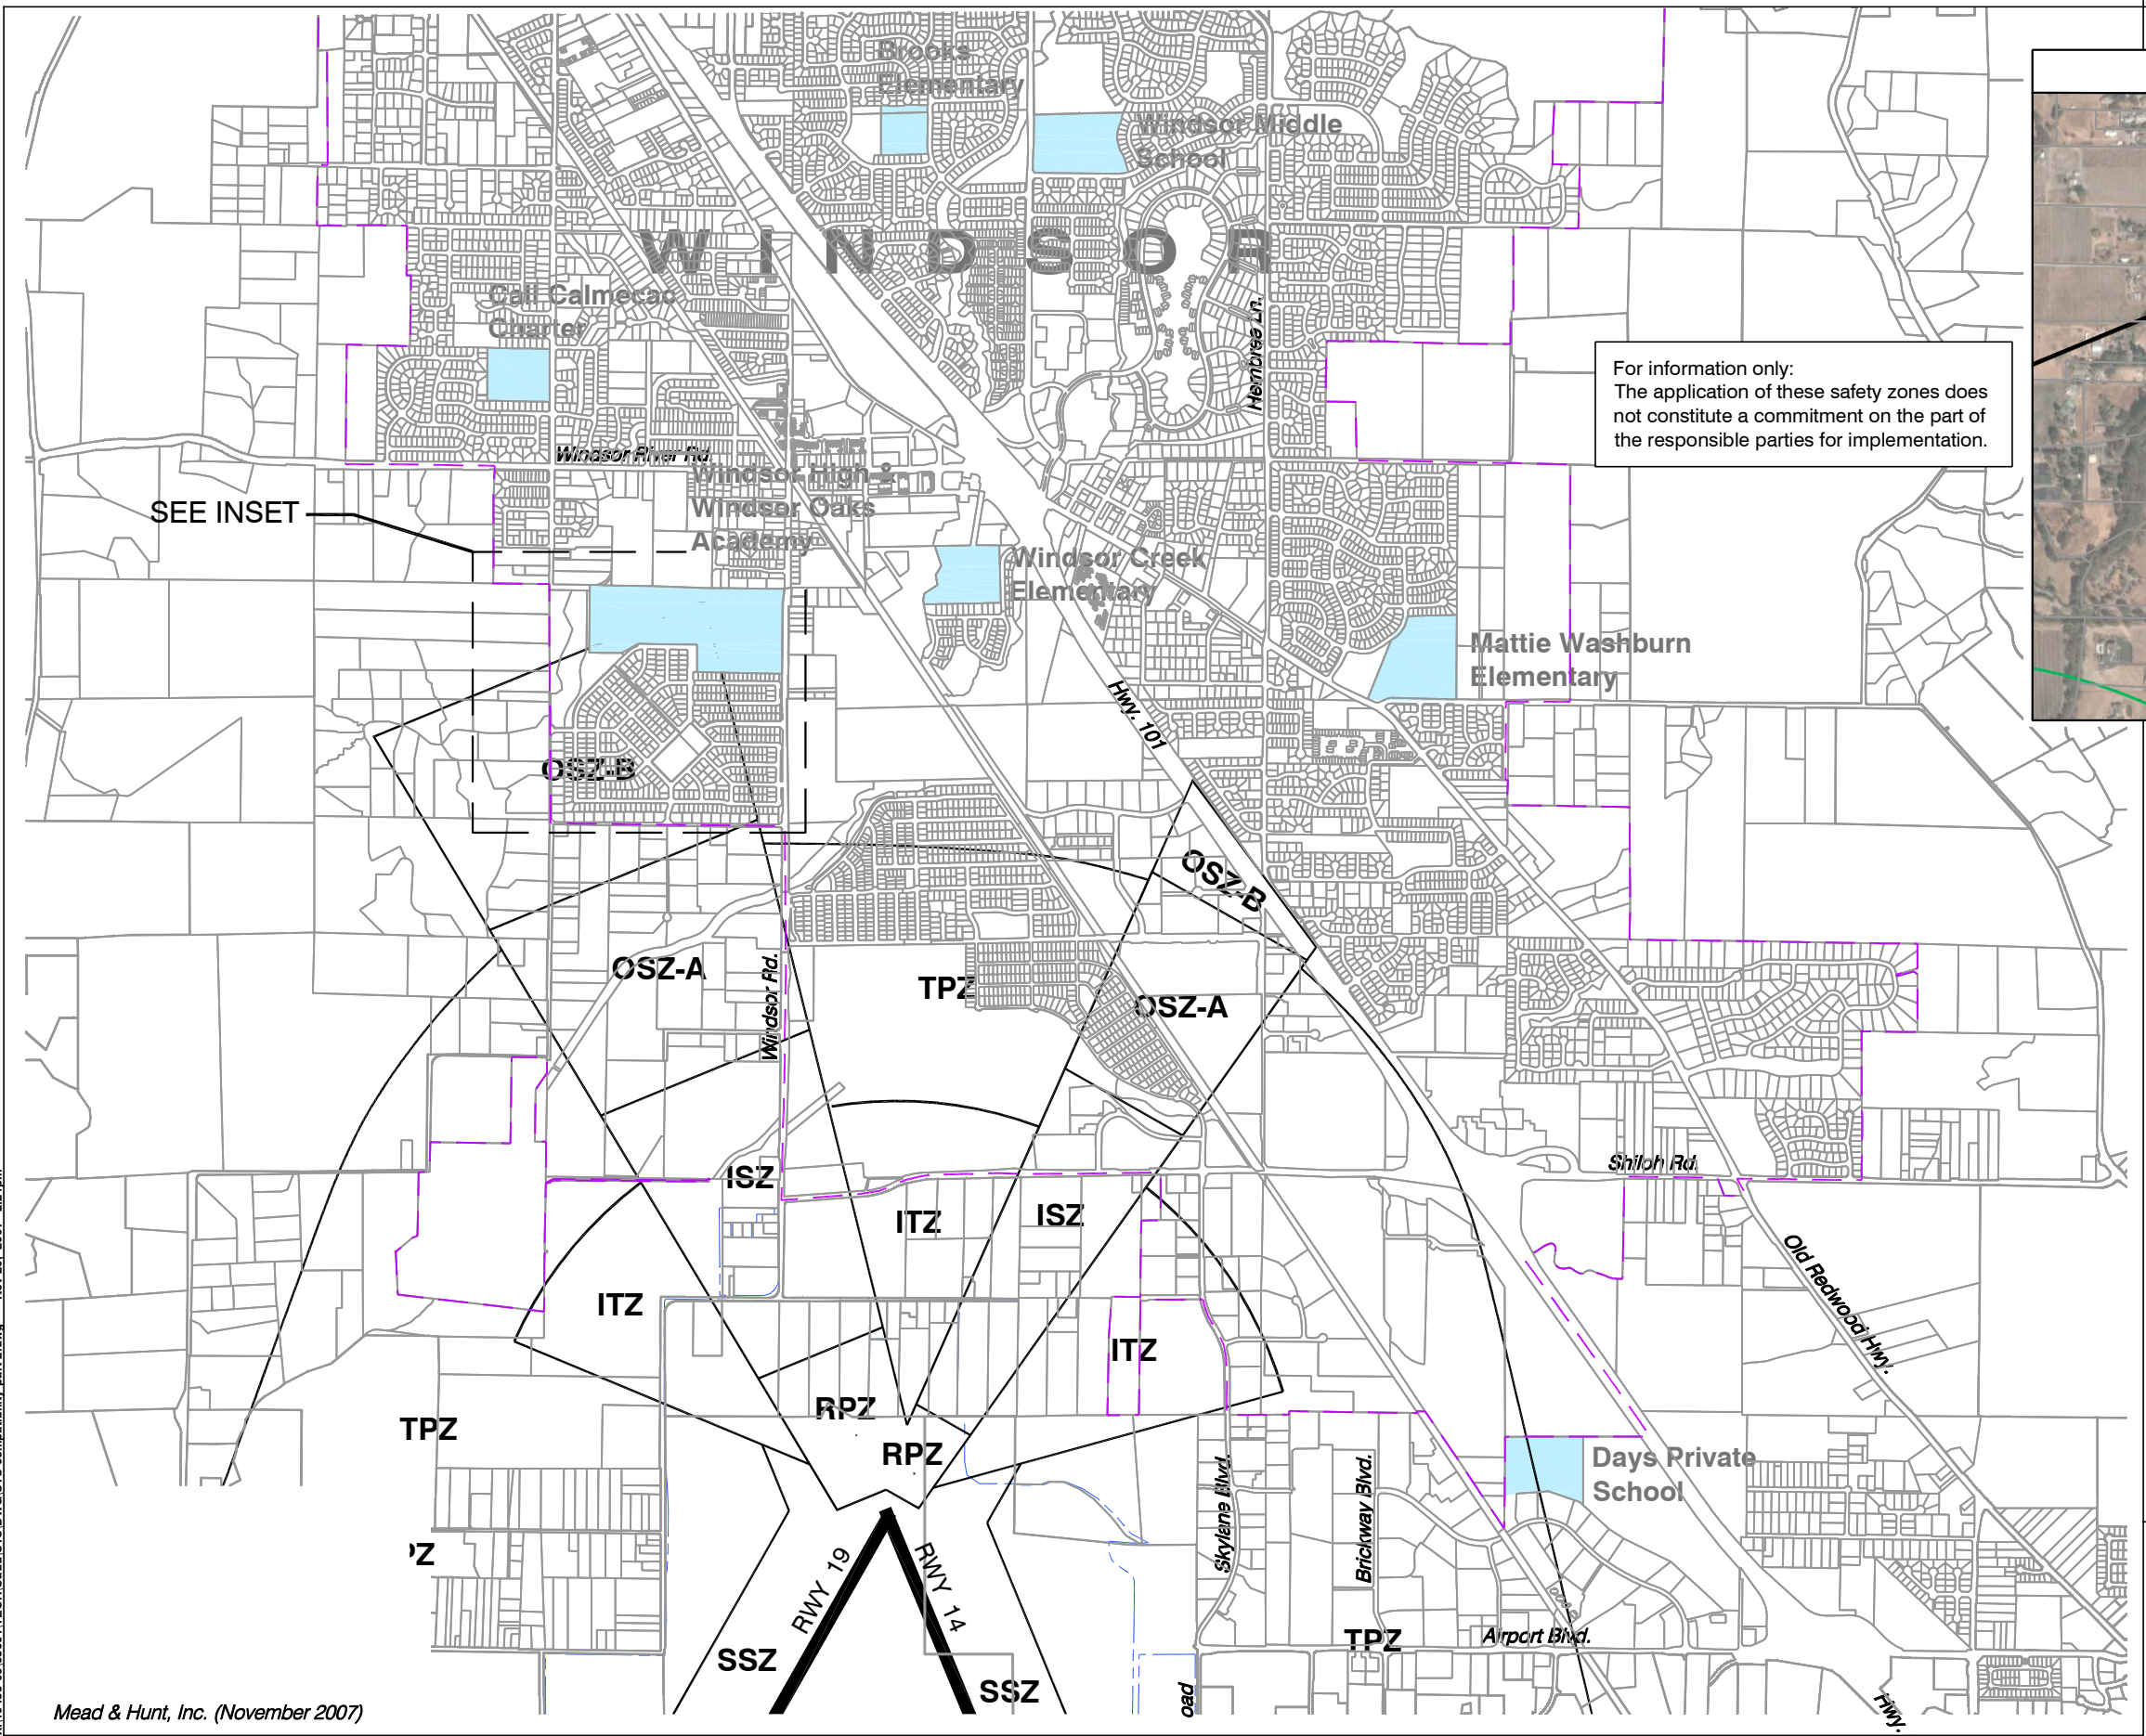 Brooks
Elementary
Windsor Middle
School
WINDSOR
Cali Calmecac
Charter
Hembree Ln.
For information only:
The application of these safety zones does
not constitute a commitment on the part of
the responsible parties for implementation.
Windsor River Rd.
Windsor High &
Windsor Oaks
Academy
SEE INSET
Windsor Creek
Elementary
Mattie Washburn
Elementary
Hwy. 101
OSZ-B
OSZ-B
OSZ-A
Windsor Rd.
TPZ
OSZ-A
Shiloh Rd.
ISZ
ITZ
ISZ
Old Redwood Hwy.
ITZ
ITZ
RPZ
TPZ
RPZ
Days Private
School
Skylane Blvd.
Brickway Blvd.
PZ
RWY 19
RWY 14
TPZ
Airport Blvd.
SSZ
SSZ
oad
Hwy.
Mead & Hunt, Inc. (November 2007)